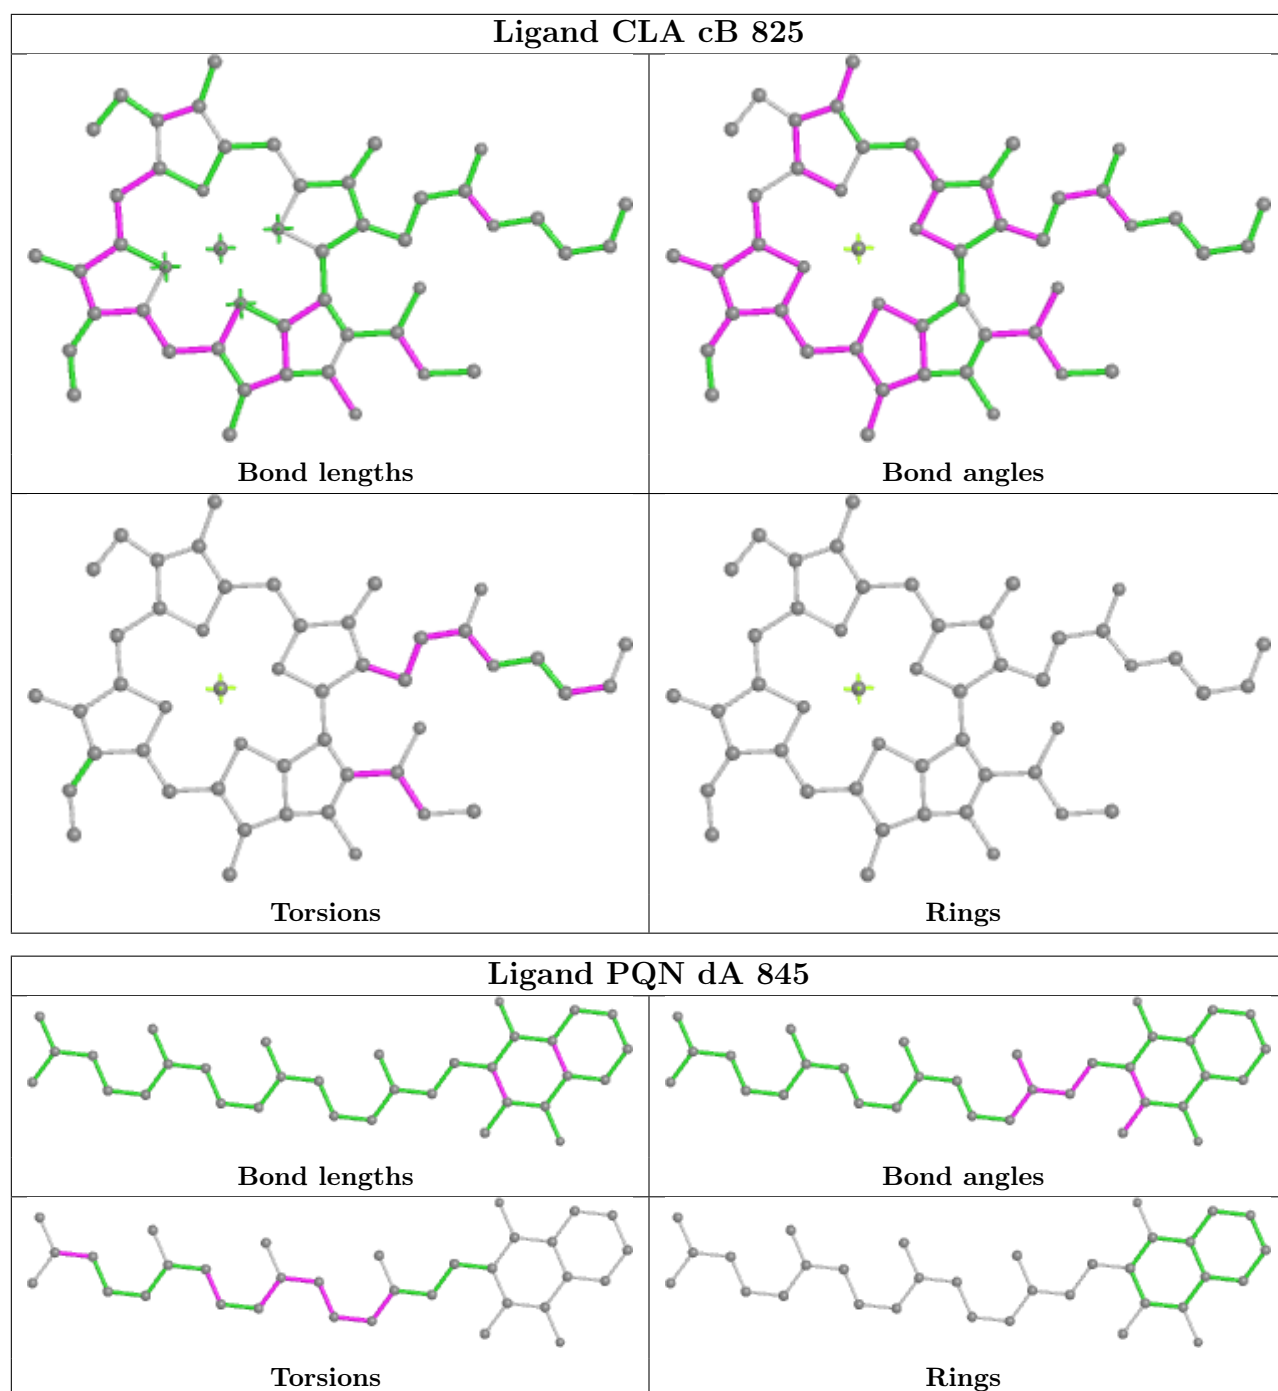 Ligand CLA cB 825
Bond lengths
Bond angles
Torsions
Rings
Ligand PQN dA 845
Bond lengths
Bond angles
Torsions
Rings